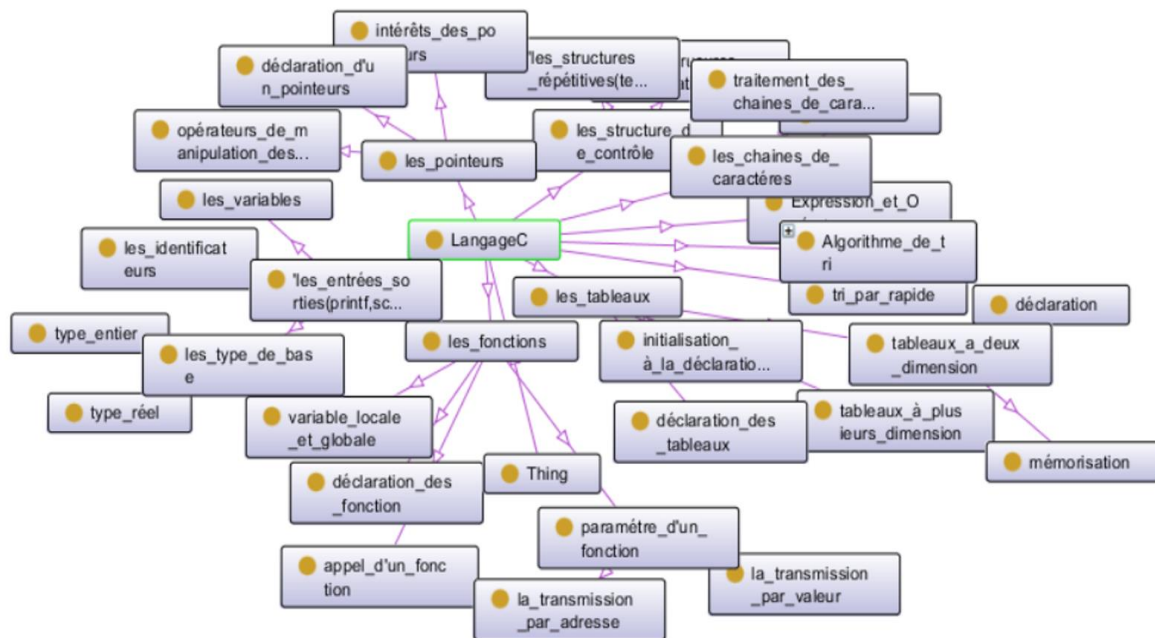 intérêts_des_po
urs
déclaration_d'u
n_pointeurs
'les_structures
_répétitives(te...
traitement_des_
chaines_de_cara...
opérateurs_de_m
anipulation_des...
les_structure_d
e_contrôle
les_pointeurs
les_chaines_de_
caractéres
les_variables
Expression_et_O
LangageC
Algorithme_de_t
ri
les_identificat
eurs
'les_entrées_so
rties(printf,sc...
les_tableaux
tri_par_rapide
déclaration
type_entier
les_type_de_bas
e
les_fonctions
initialisation_
à_la_déclaratio...
tableaux_a_deux
_dimension
type_réel
variable_locale
_et_globale
déclaration_des
_tableaux
tableaux_à_plus
ieurs_dimension
mémorisation
déclaration_des
_fonction
Thing
paramétre_d'un_
fonction
appel_d'un_fonc
tion
la_transmission
_par_adresse
la_transmission
_par_valeur